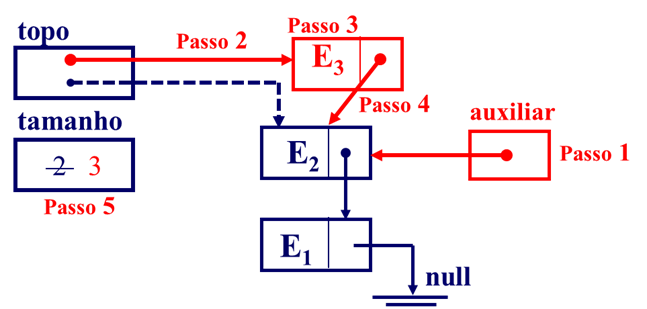 topo
Passo 2
Passo 3
E3
Passo 4
tamanho
auxiliar
2 3
E2
Passo 1
Passo 5
E1
null